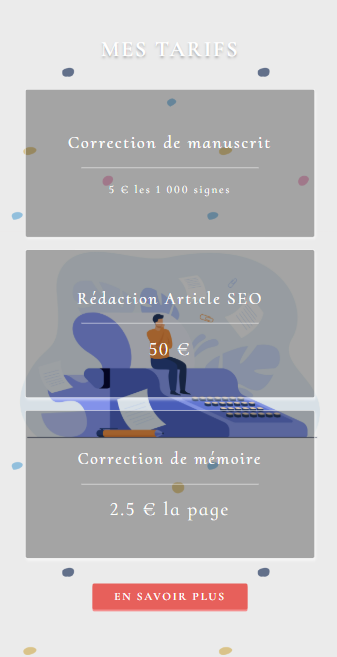 MES TARIFS
Correction de manuscrit
5 € les 1 000 signes
Rédaction Article SEO
50 €
Correction de mémoire
2.5 € la page
EN SAVOIR PLUS